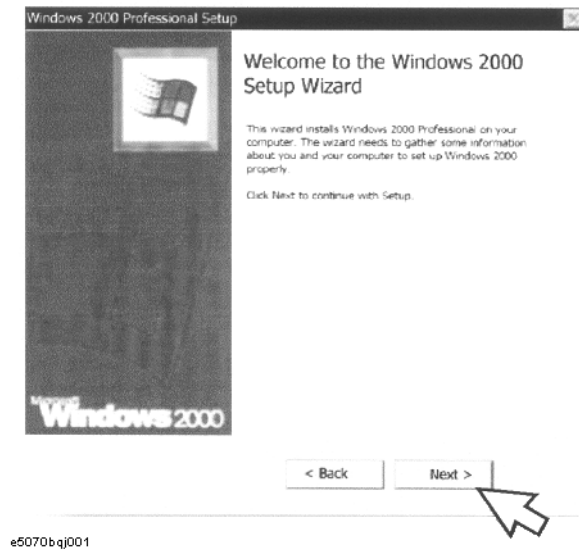 Windows 2000 Professional Setup
Welcome to the Windows 2000
Setup Wizard
This wizard installs Windows 2000 Professional on your
computer. The wizard needs to gather some information
about you and your computer to set up Windows 2000
properly.
Click Next to continue with Setup.
Microsoft
Windows 2000
< Back
Next >
e5070bqj001